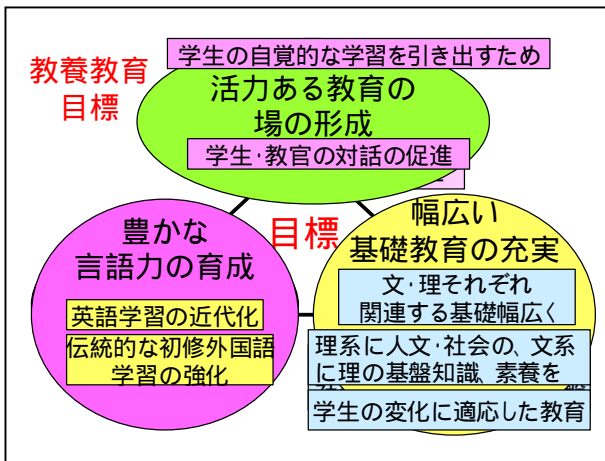 学生の自覚的な学習を引き出すため
教養教育
目標
活力ある教育の
場の形成
学生・教官の対話の促進
目標
豊かな
言語力の育成
英語学習の近代化
伝統的な初修外国語
学習の強化
幅広い
基礎教育の充実
文・理それぞれ
関連する基礎幅広く
理系に人文・社会の、文系
に理の基盤知識、素養を
学生の変化に適応した教育